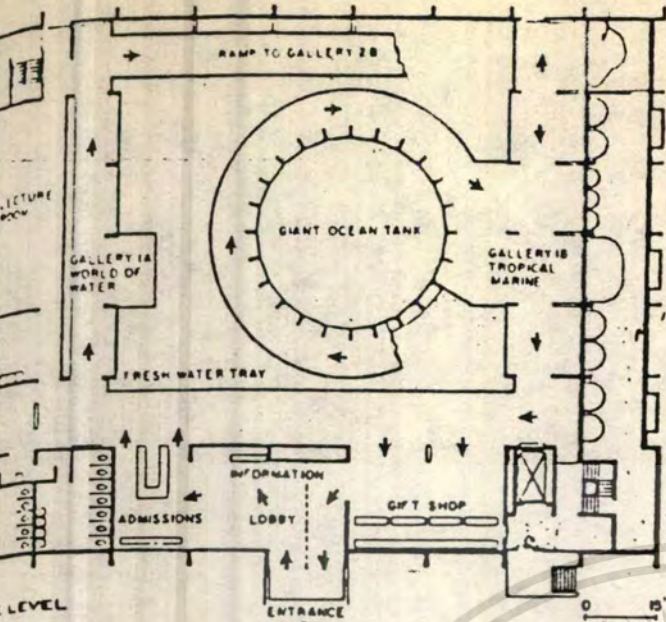 RAMP TO GALLERY 2B
LECTURE
ROOM
GIANT OCEAN TANK
GALLERY 1A
WORLD OF
WATER
GALLERY 1B
TROPICAL
MARINE
FRESH WATER TRAY
INFORMATION
ADMISSIONS
LOBBY
GIFT SHOP
LEVEL
ENTRANCE
0 15'